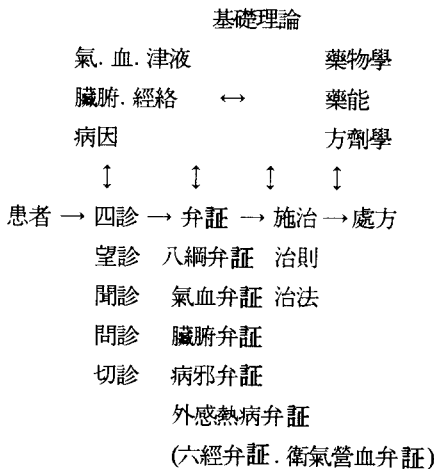 基礎理論
氣．血．津液 藥物學
臟腑．經絡 ↔ 藥能
病因 方劑學
↕ ↕ ↕ ↕
患者 → 四診 → 弁証 → 施治 → 處方
望診 八綱弁証 治則
聞診 氣血弁証 治法
問診 臟腑弁証
切診 病邪弁証
外感熱病弁証
(六經弁証．衛氣營血弁証)